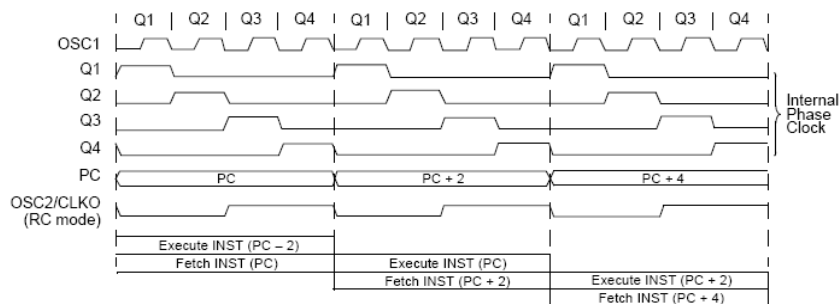 Q1 Q2 Q3 Q4 Q1 Q2 Q3 Q4 Q1 Q2 Q3 Q4
OSC1
Q1
Q2
Q3
Q4
Internal
Phase
Clock
PC PC PC + 2 PC + 4
OSC2/CLKO
(RC mode)
Execute INST (PC – 2)
Fetch INST (PC) Execute INST (PC)
Fetch INST (PC + 2) Execute INST (PC + 2)
Fetch INST (PC + 4)